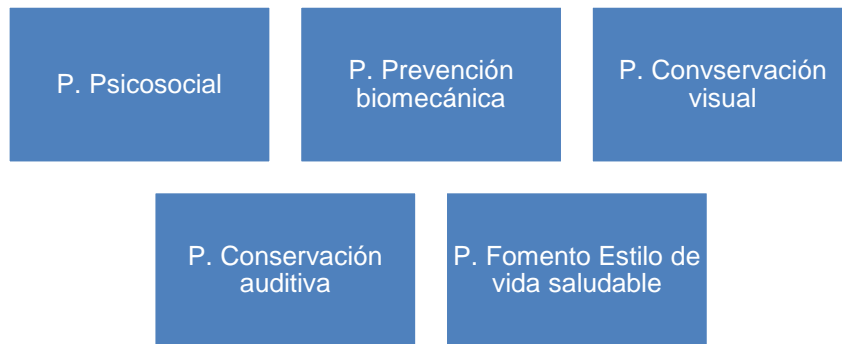 P. Psicosocial
P. Prevención
biomecánica
P. Convservación
visual
P. Conservación
auditiva
P. Fomento Estilo de
vida saludable